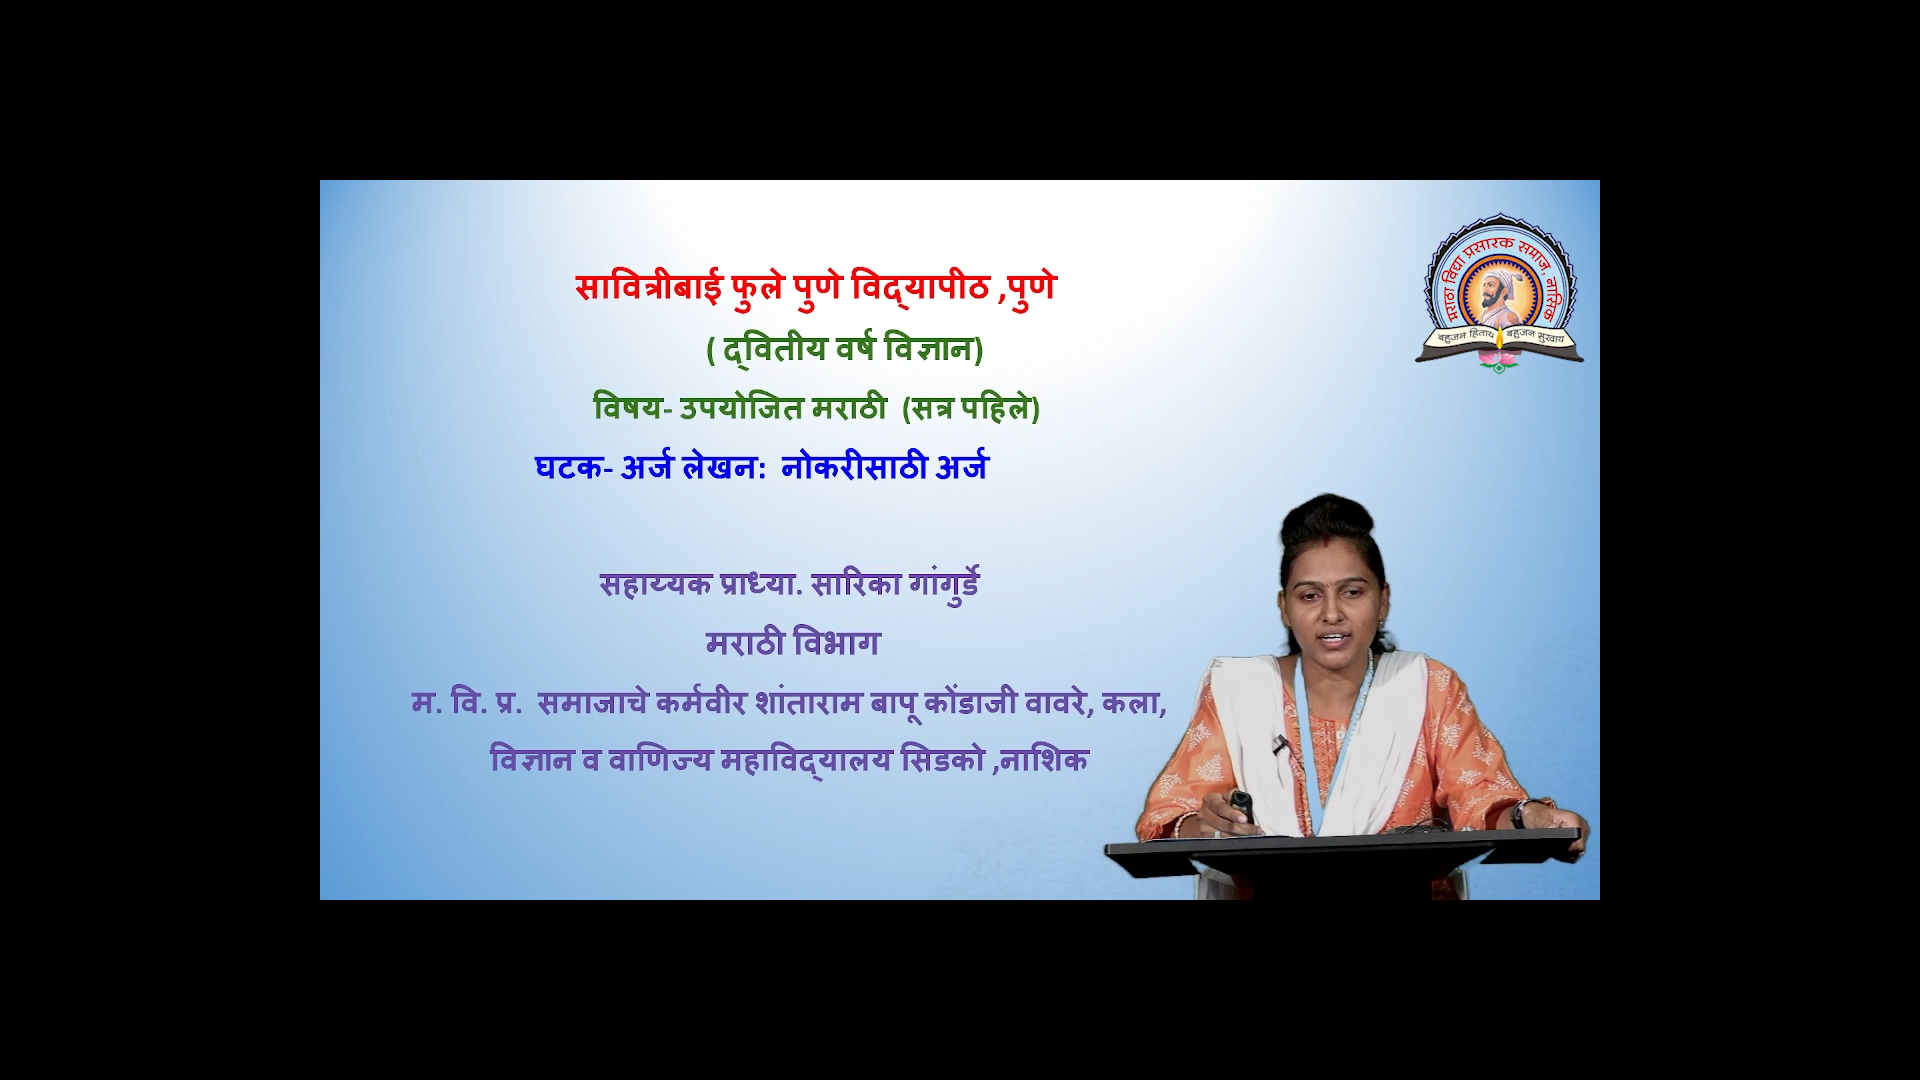 सावित्रीबाई फुले पुणे विद्‌यापीठ ,पुणे
( द्‌वितीय वर्ष विज्ञान)
विषय- उपयोजित मराठी (सत्र पहिले)
घटक- अर्ज लेखन: नोकरीसाठी अर्ज
सहाय्यक प्राध्या. सारिका गांगुर्डे
मराठी विभाग
म. वि. प्र. समाजाचे कर्मवीर शांताराम बापू कोंडाजी वावरे, कला,
विज्ञान व वाणिज्य महाविद्‌यालय सिडको ,नाशिक
मराठा विद्या प्रसारक समाज, नासिक
बहुजन हिताय बहुजन सुखाय